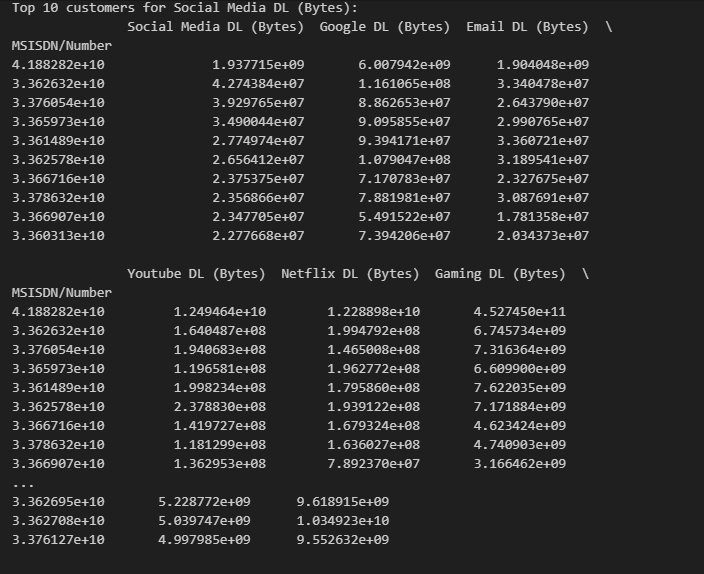 Top 10 customers for Social Media DL (Bytes):
Social Media DL (Bytes)  Google DL (Bytes)  Email DL (Bytes)  \
MSISDN/Number
4.188282e+10  1.937715e+09  6.007942e+09  1.904048e+09
3.362632e+10  4.274384e+07  1.161065e+08  3.340478e+07
3.376054e+10  3.929765e+07  8.862653e+07  2.643790e+07
3.365973e+10  3.490044e+07  9.095855e+07  2.990765e+07
3.361489e+10  2.774974e+07  9.394171e+07  3.360721e+07
3.362578e+10  2.656412e+07  1.079047e+08  3.189541e+07
3.366716e+10  2.375375e+07  7.170783e+07  2.327675e+07
3.378632e+10  2.356866e+07  7.881981e+07  3.087691e+07
3.366907e+10  2.347705e+07  5.491522e+07  1.781358e+07
3.360313e+10  2.277668e+07  7.394206e+07  2.034373e+07
Youtube DL (Bytes)  Netflix DL (Bytes)  Gaming DL (Bytes)  \
MSISDN/Number
4.188282e+10  1.249464e+10  1.228898e+10  4.527450e+11
3.362632e+10  1.640487e+08  1.994792e+08  6.745734e+09
3.376054e+10  1.940683e+08  1.465008e+08  7.316364e+09
3.365973e+10  1.196581e+08  1.962772e+08  6.609900e+09
3.361489e+10  1.998234e+08  1.795860e+08  7.622035e+09
3.362578e+10  2.378830e+08  1.939122e+08  7.171884e+09
3.366716e+10  1.419727e+08  1.679324e+08  4.623424e+09
3.378632e+10  1.181299e+08  1.636027e+08  4.740903e+09
3.366907e+10  1.362953e+08  7.892370e+07  3.166462e+09
...
3.362695e+10  5.228772e+09  9.618915e+09
3.362708e+10  5.039747e+09  1.034923e+10
3.376127e+10  4.997985e+09  9.552632e+09